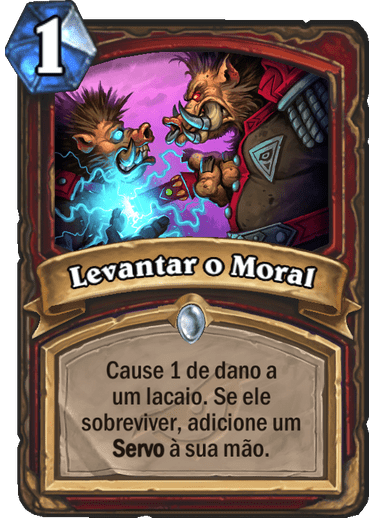 1
Levantar o Moral
Cause 1 de dano a
um lacaio. Se ele
sobreviver, adicione um
Servo à sua mão.